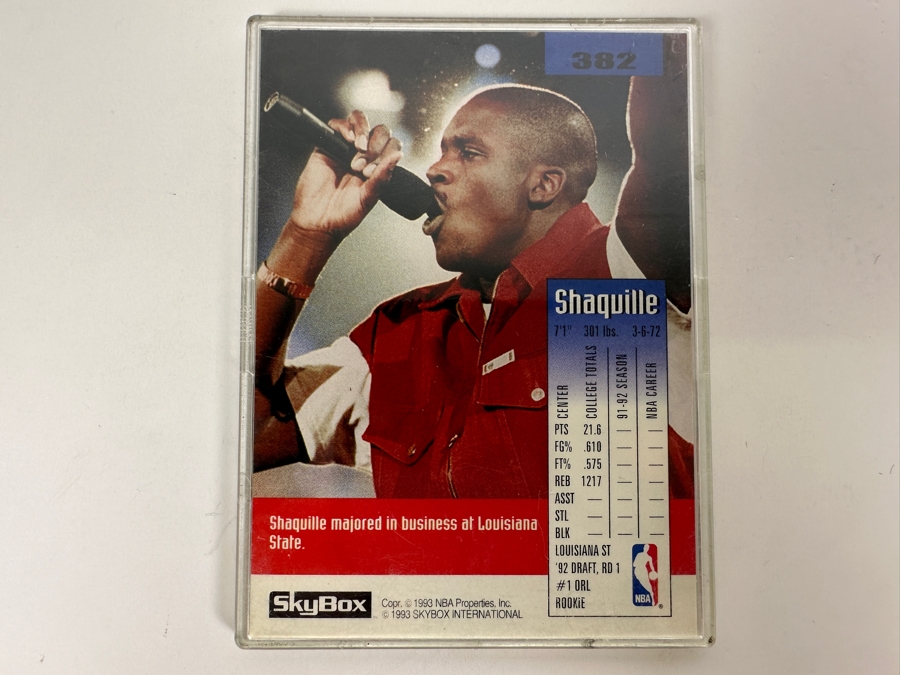 382
Shaquille
7'1" 301 lbs. 3-6-72
CENTER COLLEGE TOTALS 91-92 SEASON NBA CAREER
PTS 21.6 — —
FG% .610 — —
FT% .575 — —
REB 1217 — —
ASST — — —
STL — — —
BLK — — —
LOUISIANA ST
'92 DRAFT, RD 1
#1 ORL
ROOKiE
NBA
®
Shaquille majored in business at Louisiana
State.
SkyBox
Copr. © 1993 NBA Properties, Inc.
© 1993 SKYBOX INTERNATIONAL